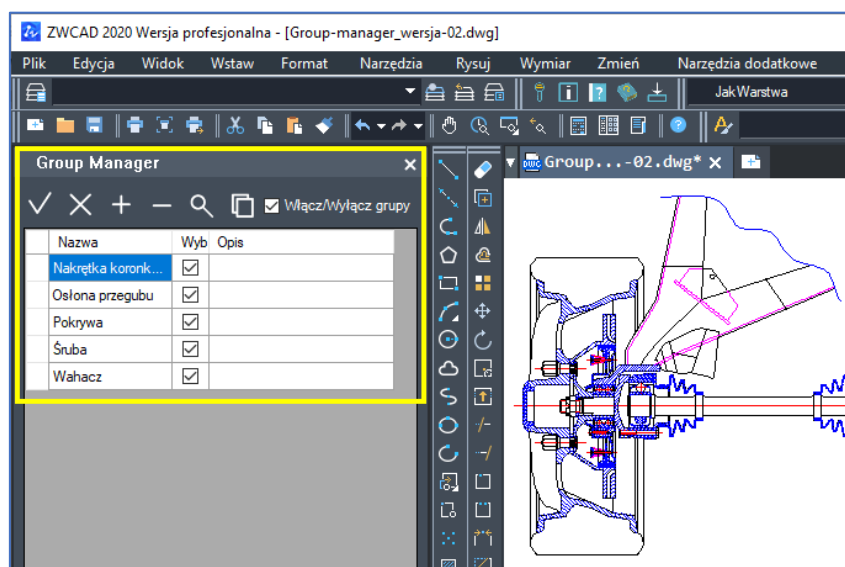 ZWCAD 2020 Wersja profesjonalna - [Group-manager_wersja-02.dwg]
Plik Edycja Widok Wstaw Format Narzędzia Rysuj Wymiar Zmień Narzędzia dodatkowe
JakWarstwa
Group Manager
Group...-02.dwg*
Włącz/Wyłącz grupy
Nazwa Wyb Opis
Nakrętka koronk...
Osłona przegubu
Pokrywa
Śruba
Wahacz